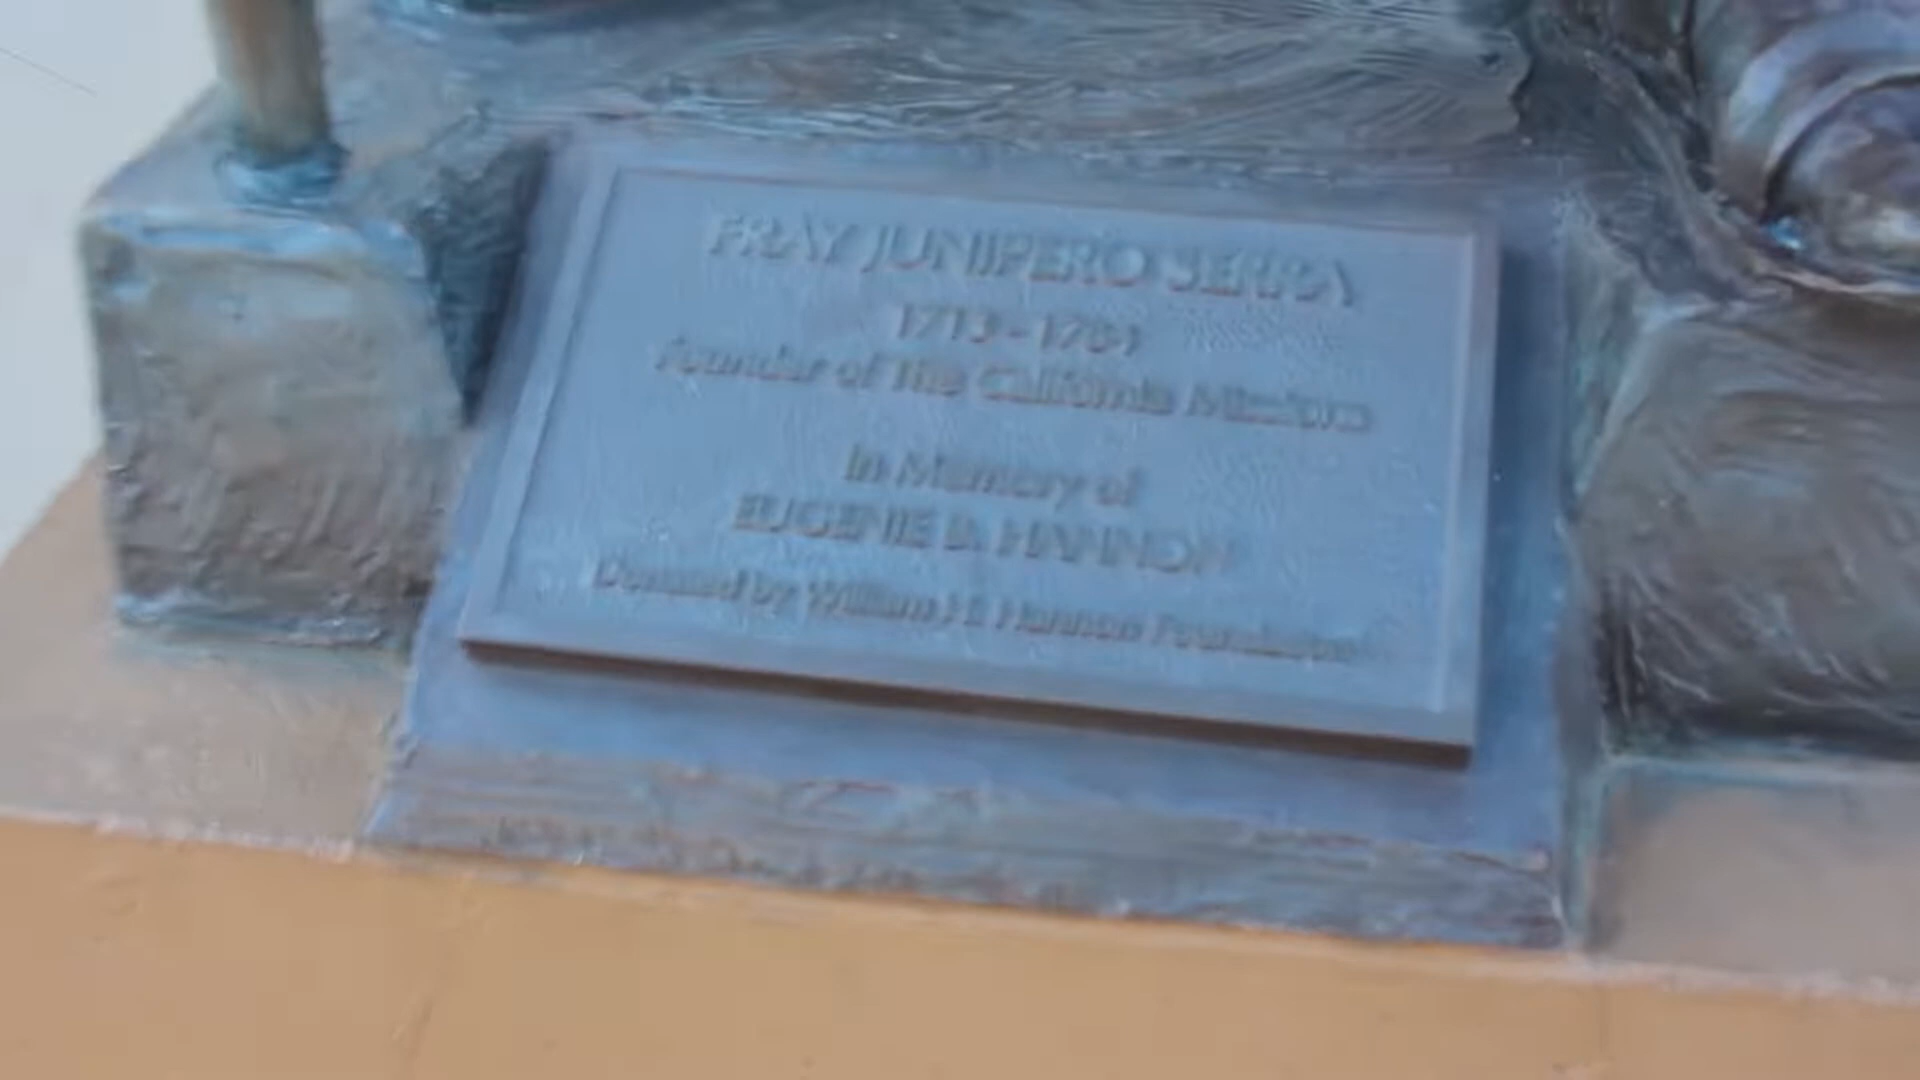 FRAY JUNIPERO SERRA
1713 - 1784
Founder of The California Missions
In Memory of
EUGENIE B. HANNON
Donated by William H. Hannon Foundation